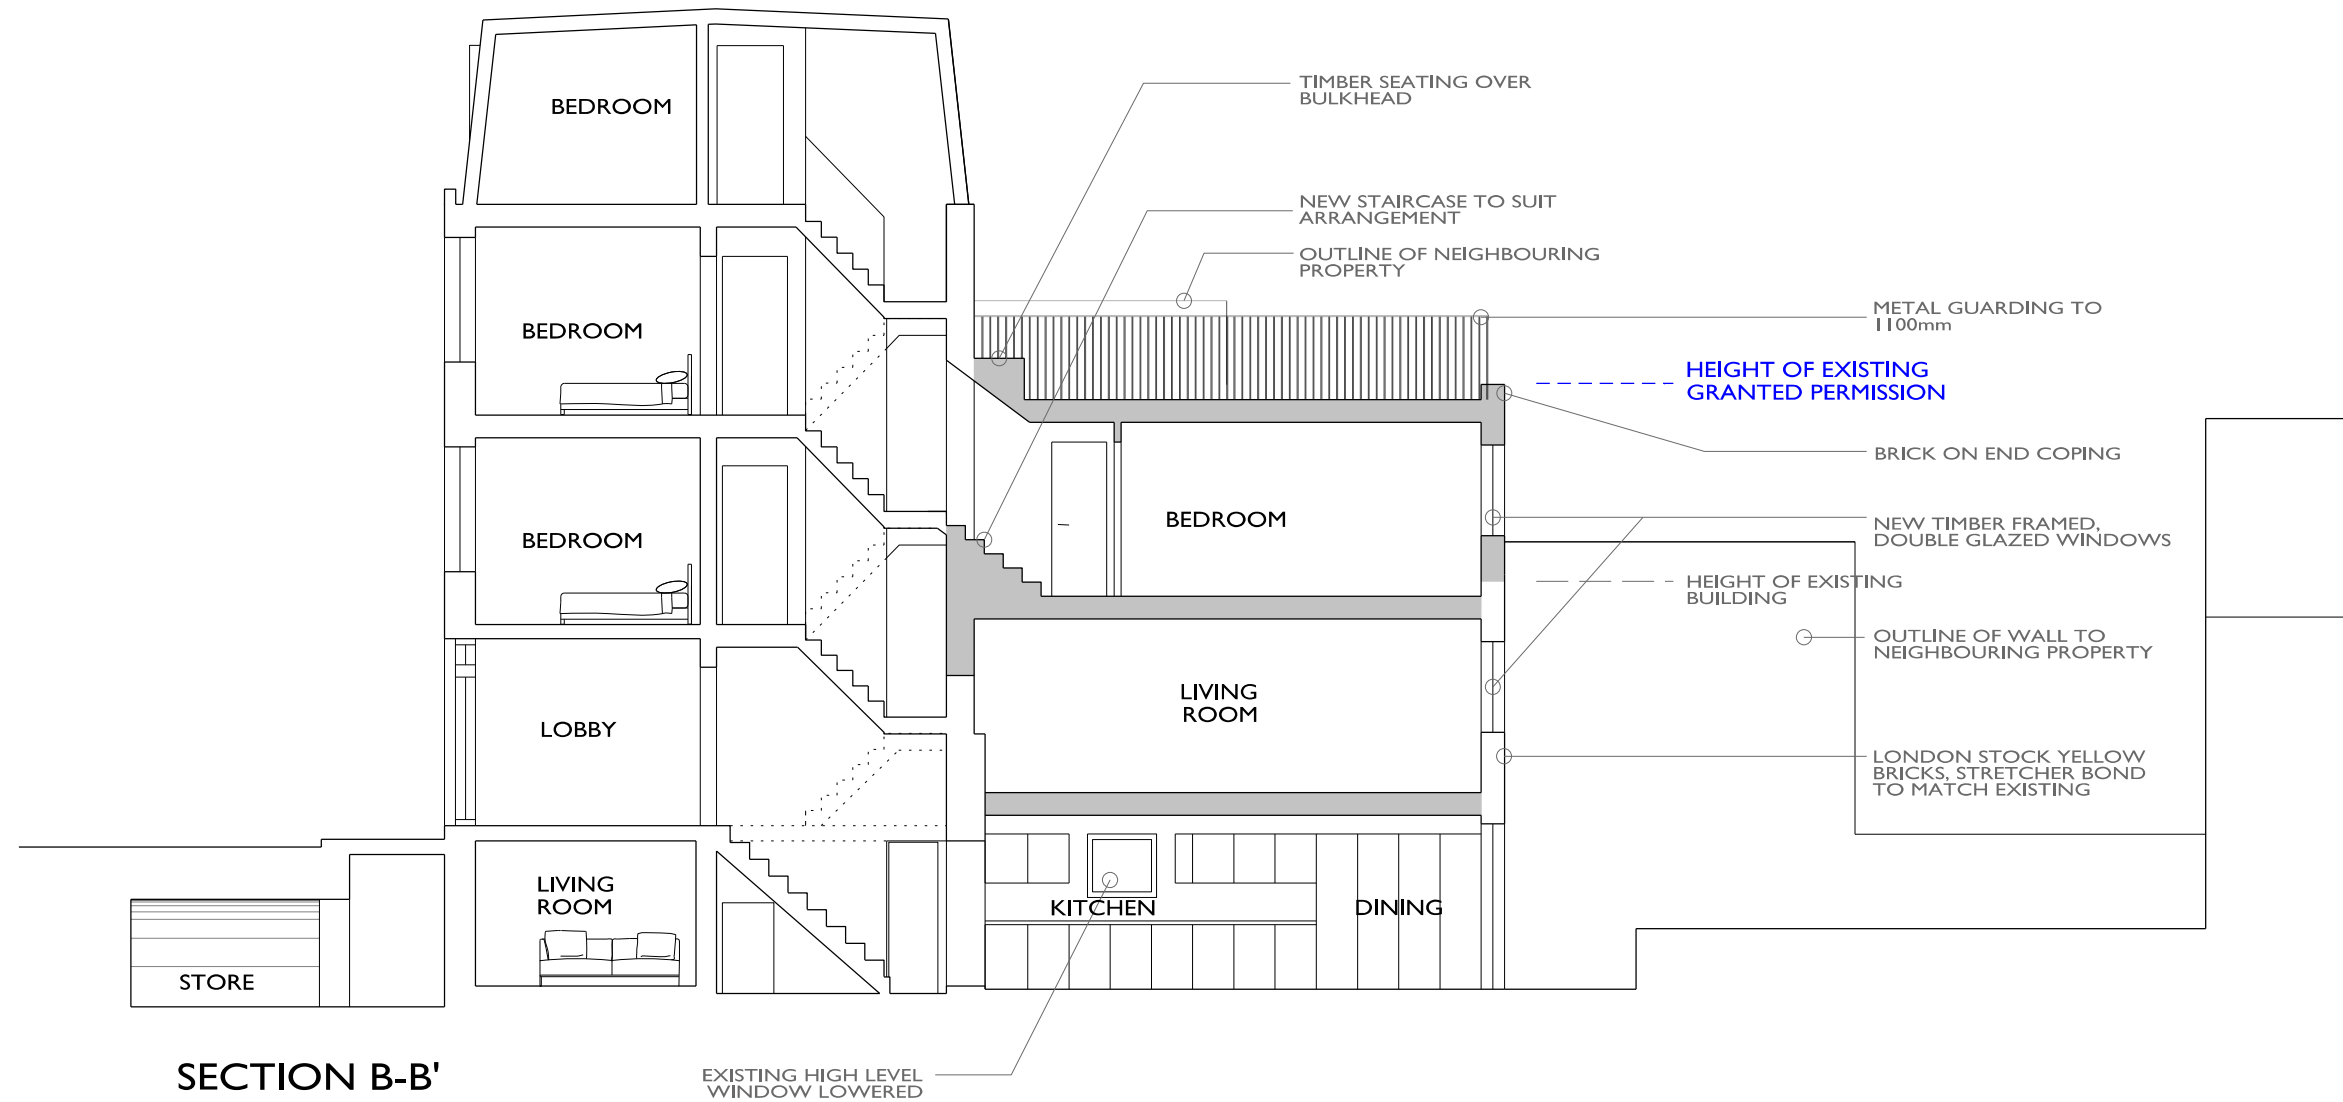 BEDROOM
TIMBER SEATING OVER
BULKHEAD
NEW STAIRCASE TO SUIT
ARRANGEMENT
OUTLINE OF NEIGHBOURING
PROPERTY
METAL GUARDING TO
1100mm
BEDROOM
HEIGHT OF EXISTING
GRANTED PERMISSION
BRICK ON END COPING
BEDROOM
BEDROOM
NEW TIMBER FRAMED,
DOUBLE GLAZED WINDOWS
HEIGHT OF EXISTING
BUILDING
OUTLINE OF WALL TO
NEIGHBOURING PROPERTY
LOBBY
LIVING
ROOM
LONDON STOCK YELLOW
BRICKS, STRETCHER BOND
TO MATCH EXISTING
LIVING
ROOM
KITCHEN
DINING
STORE
SECTION B-B'
EXISTING HIGH LEVEL
WINDOW LOWERED